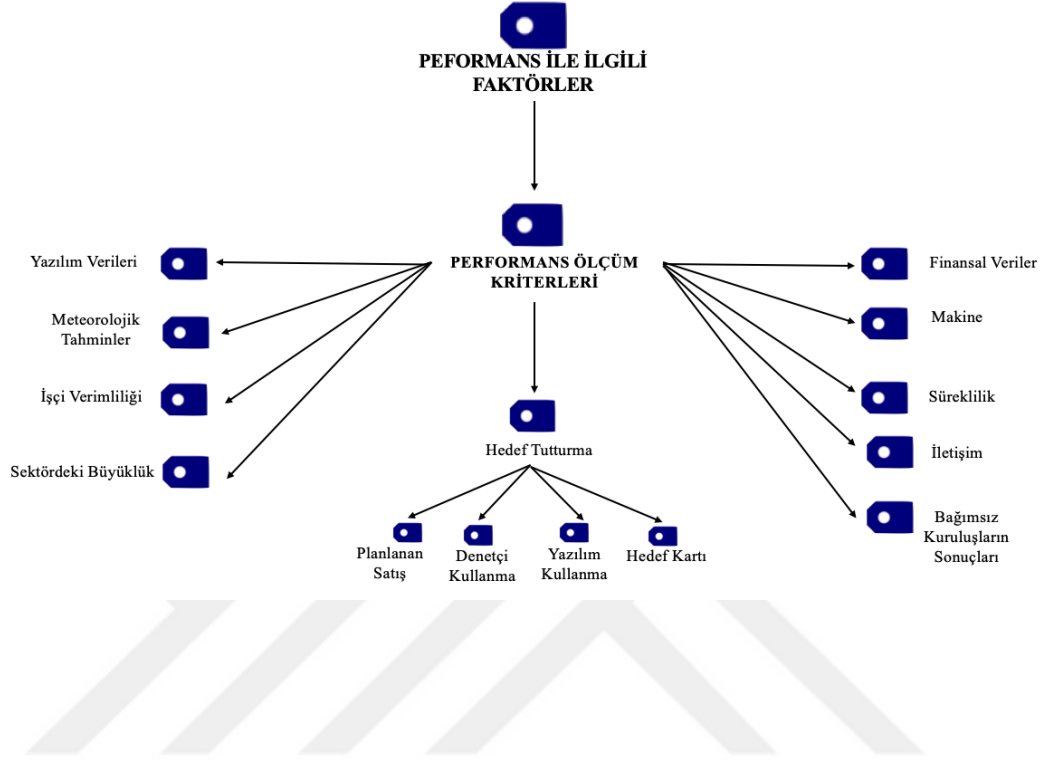 PEFORMANS İLE İLGİLİ
FAKTÖRLER
PERFORMANS ÖLÇÜM
KRİTERLERİ
Yazılım Verileri
Meteorolojik
Tahminler
İşçi Verimliliği
Sektördeki Büyüklük
Finansal Veriler
Makine
Süreklilik
İletişim
Bağımsız
Kuruluşların
Sonuçları
Hedef Tutturma
Planlanan
Satış
Denetçi
Kullanma
Yazılım
Kullanma
Hedef Kartı